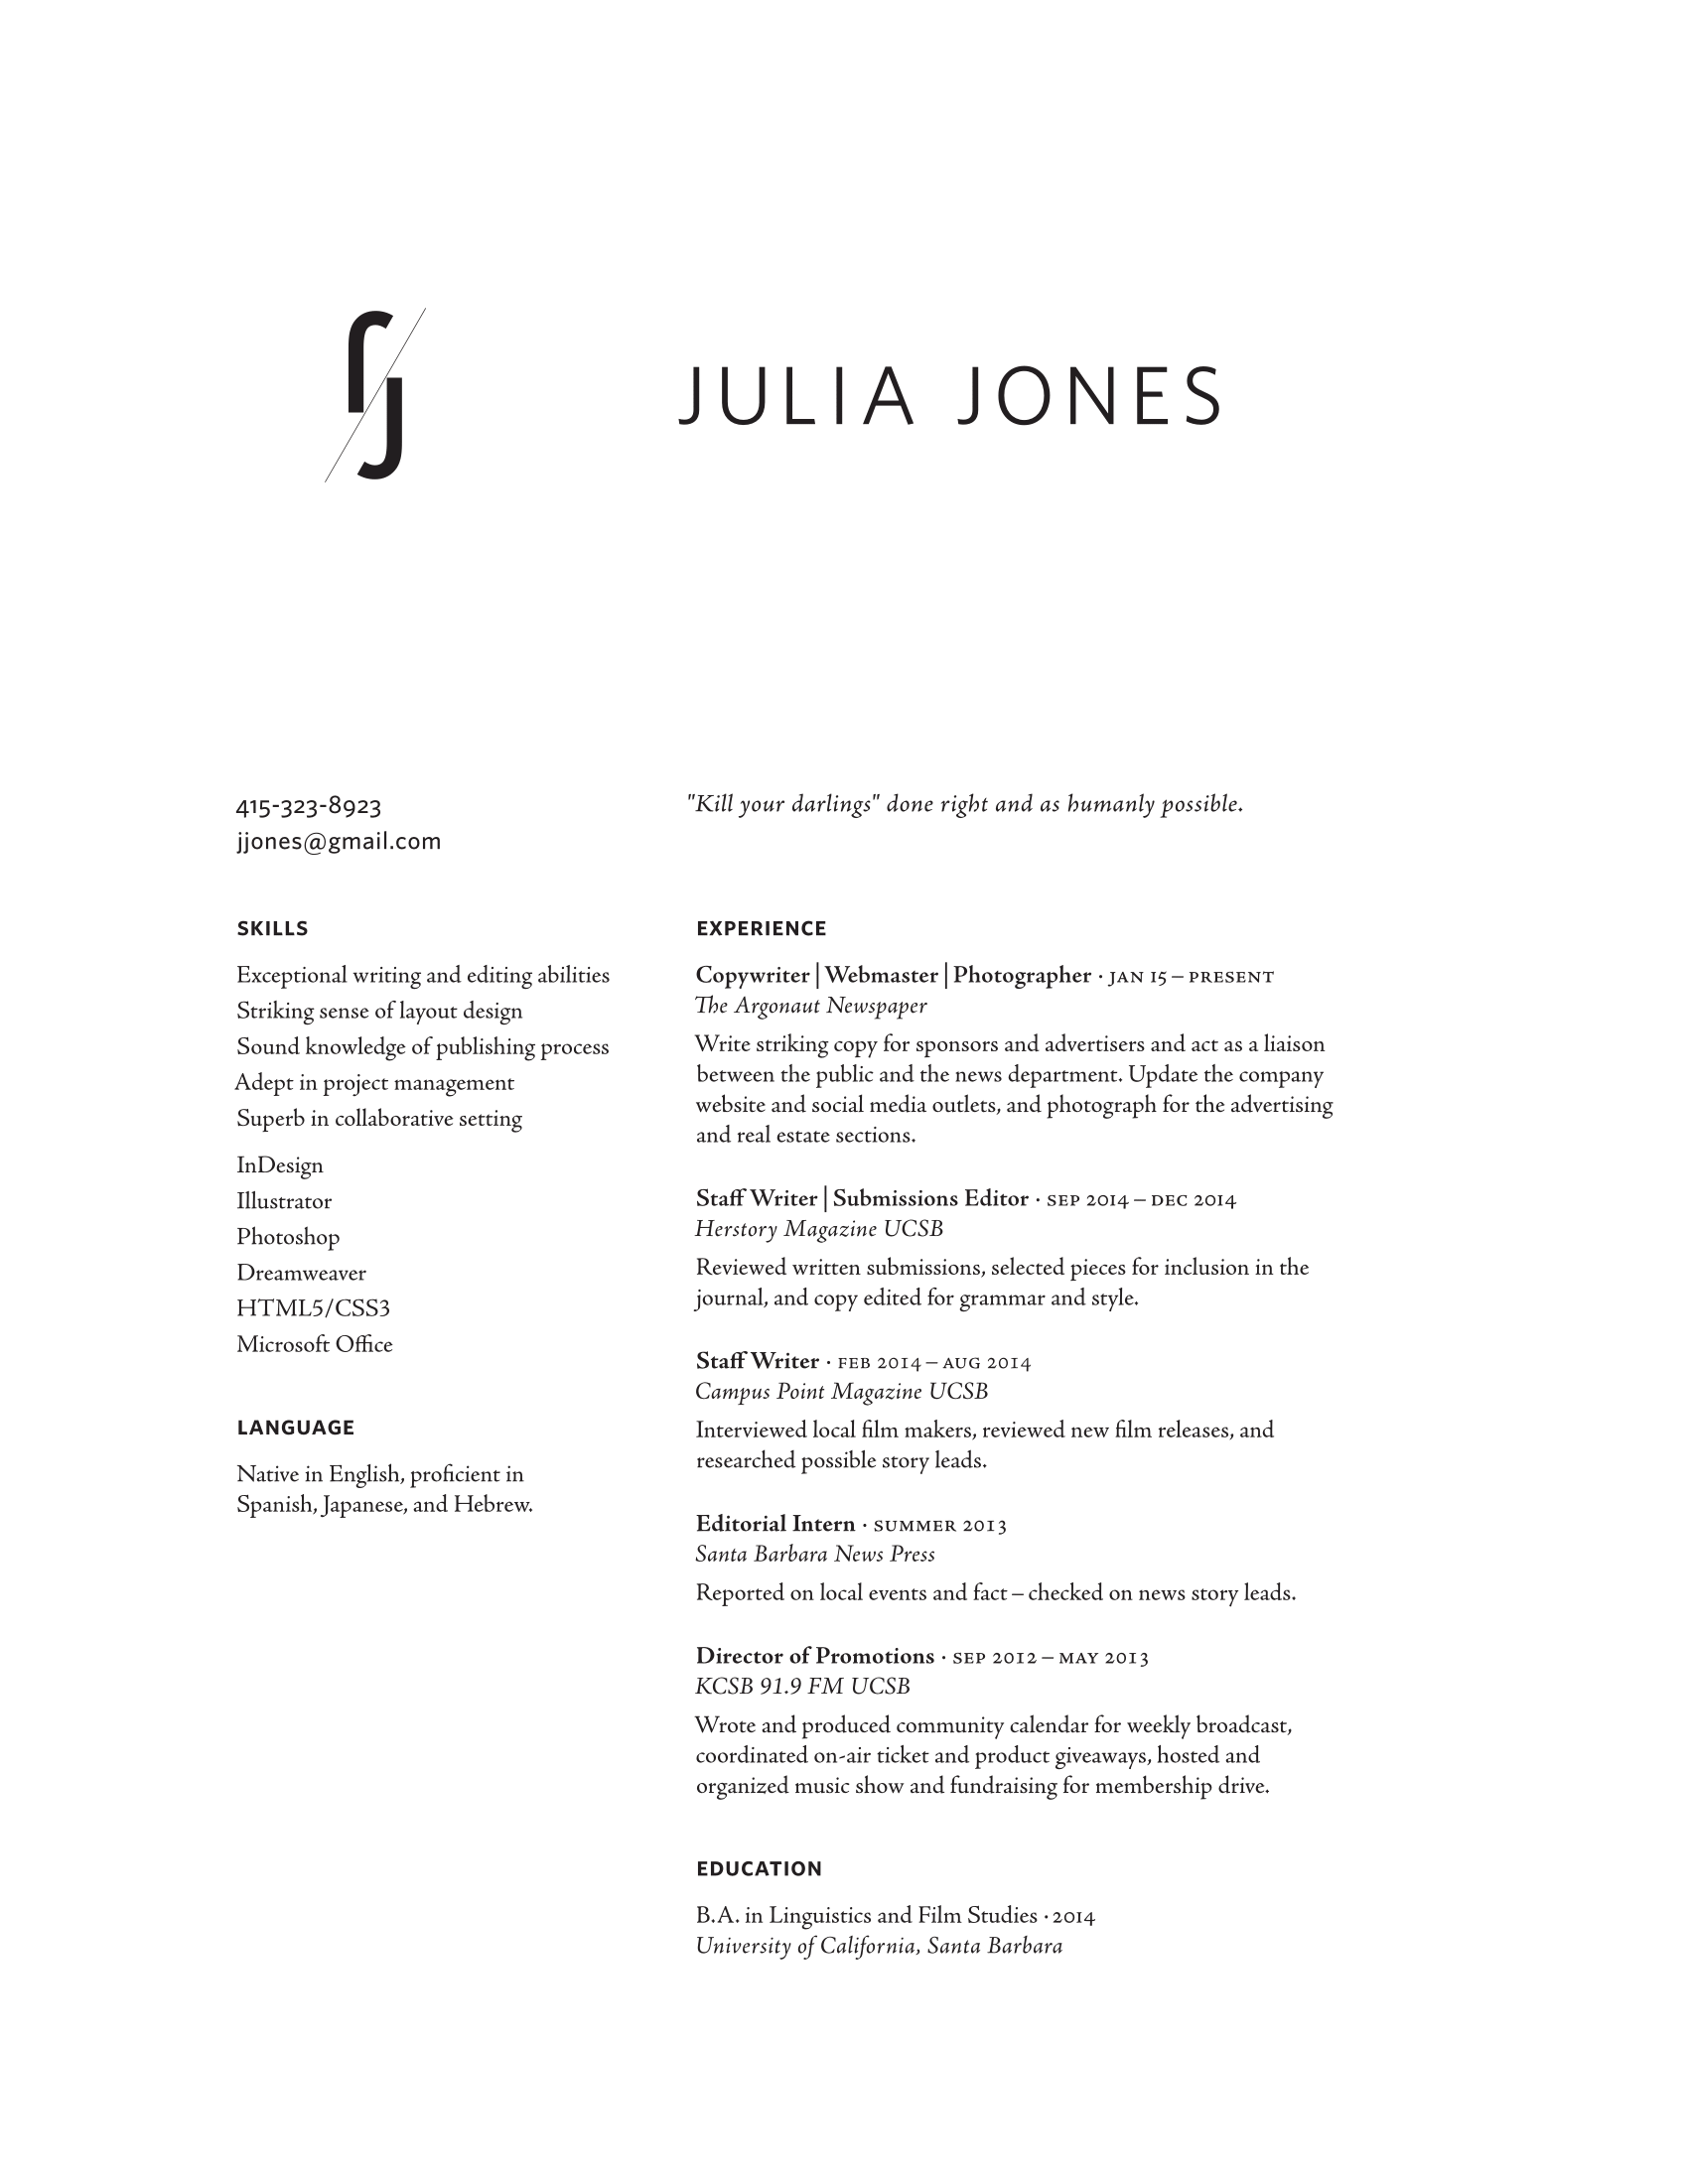 JULIA JONES
415-323-8923
jjones@gmail.com
"Kill your darlings" done right and as humanly possible.
SKILLS
Exceptional writing and editing abilities
Striking sense of layout design
Sound knowledge of publishing process
Adept in project management
Superb in collaborative setting
InDesign
Illustrator
Photoshop
Dreamweaver
HTML5/CSS3
Microsoft Office
LANGUAGE
Native in English, proficient in
Spanish, Japanese, and Hebrew.
EXPERIENCE
Copywriter | Webmaster | Photographer · JAN 15 – PRESENT
The Argonaut Newspaper
Write striking copy for sponsors and advertisers and act as a liaison
between the public and the news department. Update the company
website and social media outlets, and photograph for the advertising
and real estate sections.
Staff Writer | Submissions Editor · SEP 2014 – DEC 2014
Herstory Magazine UCSB
Reviewed written submissions, selected pieces for inclusion in the
journal, and copy edited for grammar and style.
Staff Writer · FEB 2014 – AUG 2014
Campus Point Magazine UCSB
Interviewed local film makers, reviewed new film releases, and
researched possible story leads.
Editorial Intern · SUMMER 2013
Santa Barbara News Press
Reported on local events and fact – checked on news story leads.
Director of Promotions · SEP 2012 – MAY 2013
KCSB 91.9 FM UCSB
Wrote and produced community calendar for weekly broadcast,
coordinated on-air ticket and product giveaways, hosted and
organized music show and fundraising for membership drive.
EDUCATION
B.A. in Linguistics and Film Studies · 2014
University of California, Santa Barbara